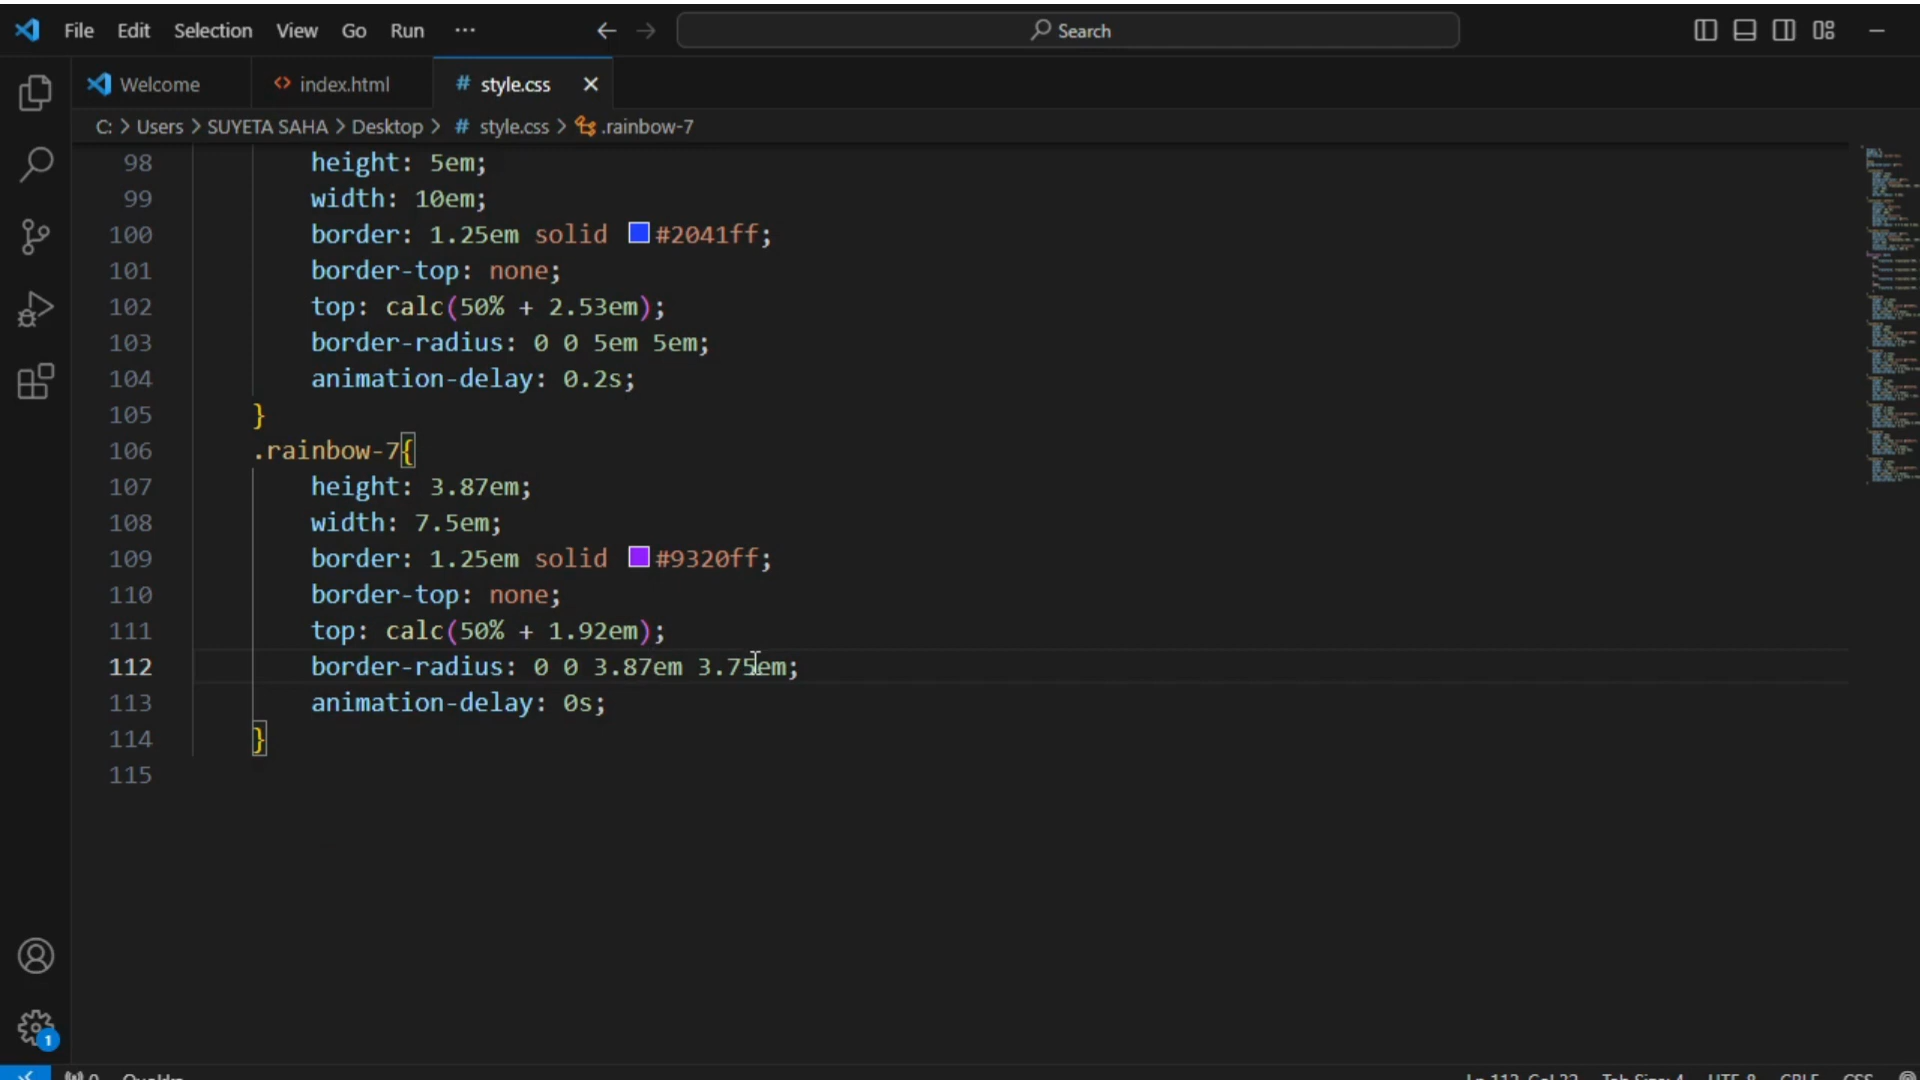 File Edit Selection View Go Run ··· Search
Welcome index.html # style.css
C: > Users > SUYETA SAHA > Desktop > # style.css > .rainbow-7
98 height: 5em;
99 width: 10em;
100 border: 1.25em solid #2041ff;
101 border-top: none;
102 top: calc(50% + 2.53em);
103 border-radius: 0 0 5em 5em;
104 animation-delay: 0.2s;
105 }
106 .rainbow-7{
107 height: 3.87em;
108 width: 7.5em;
109 border: 1.25em solid #9320ff;
110 border-top: none;
111 top: calc(50% + 1.92em);
112 border-radius: 0 0 3.87em 3.75em;
113 animation-delay: 0s;
114 }
115
1